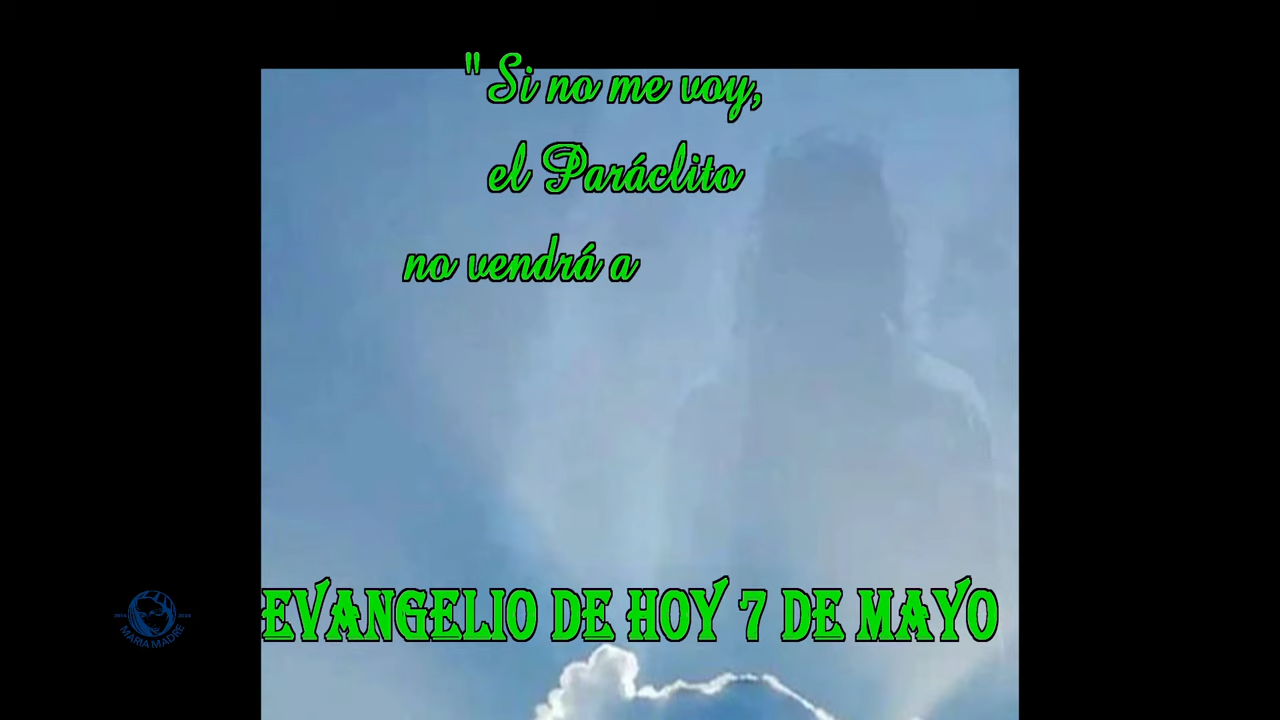 " Si no me voy,
el Paráclito
no vendrá a
EVANGELIO DE HOY 7 DE MAYO
MARIA MADRE